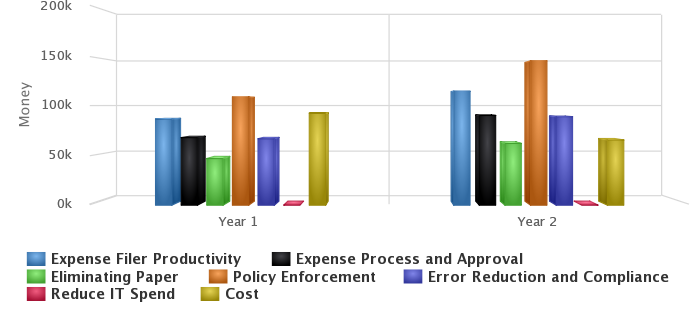 200k
150k
100k
50k
0k
Money
Year 1 Year 2
Expense Filer Productivity Expense Process and Approval
Eliminating Paper Policy Enforcement Error Reduction and Compliance
Reduce IT Spend Cost